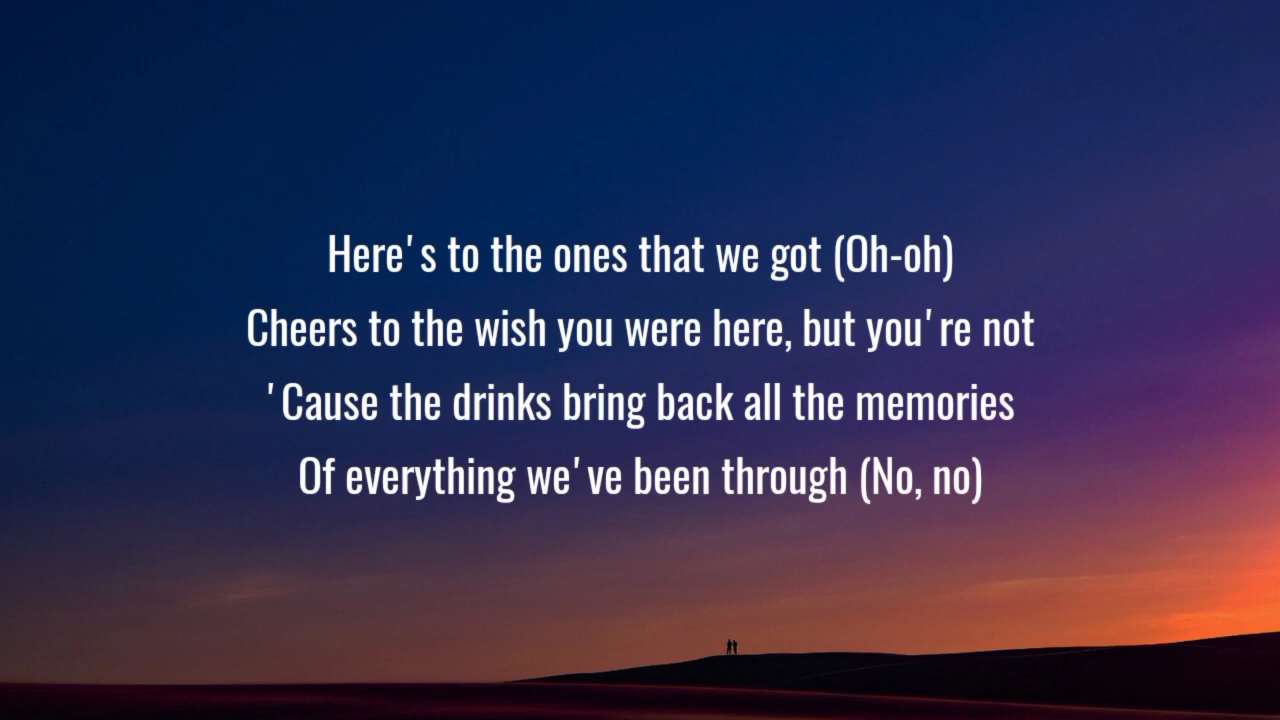 Here's to the ones that we got (Oh-oh)
Cheers to the wish you were here, but you're not
'Cause the drinks bring back all the memories
Of everything we've been through (No, no)